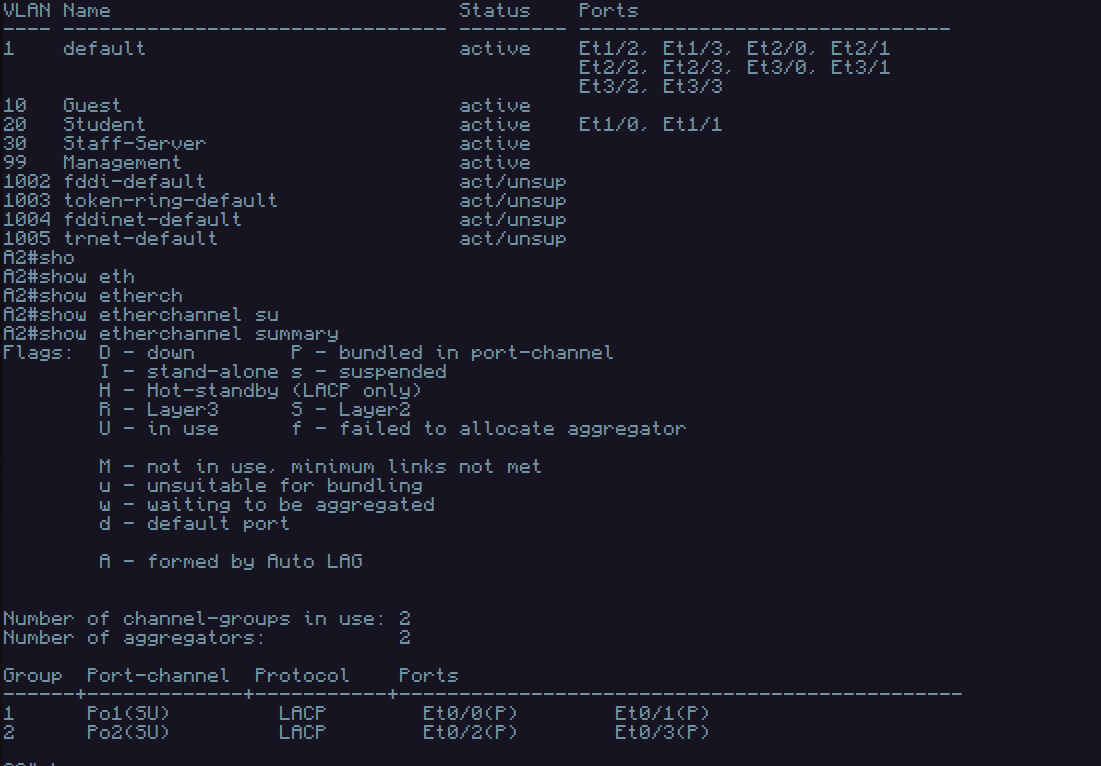 VLAN Name                             Status    Ports
---- -------------------------------- --------- -------------------------------
1    default                          active    Et1/2, Et1/3, Et2/0, Et2/1
                                                Et2/2, Et2/3, Et3/0, Et3/1
                                                Et3/2, Et3/3
10   Guest                            active
20   Student                          active    Et1/0, Et1/1
30   Staff-Server                     active
99   Management                       active
1002 fddi-default                     act/unsup
1003 token-ring-default               act/unsup
1004 fddinet-default                  act/unsup
1005 trnet-default                    act/unsup
A2#sho
A2#show eth
A2#show etherch
A2#show etherchannel su
A2#show etherchannel summary
Flags:  D - down        P - bundled in port-channel
        I - stand-alone s - suspended
        H - Hot-standby (LACP only)
        R - Layer3      S - Layer2
        U - in use      f - failed to allocate aggregator

        M - not in use, minimum links not met
        u - unsuitable for bundling
        w - waiting to be aggregated
        d - default port

        A - formed by Auto LAG

Number of channel-groups in use: 2
Number of aggregators:           2

Group  Port-channel  Protocol    Ports
------+-------------+-----------+-----------------------------------------------
1      Po1(SU)         LACP        Et0/0(P)        Et0/1(P)
2      Po2(SU)         LACP        Et0/2(P)        Et0/3(P)